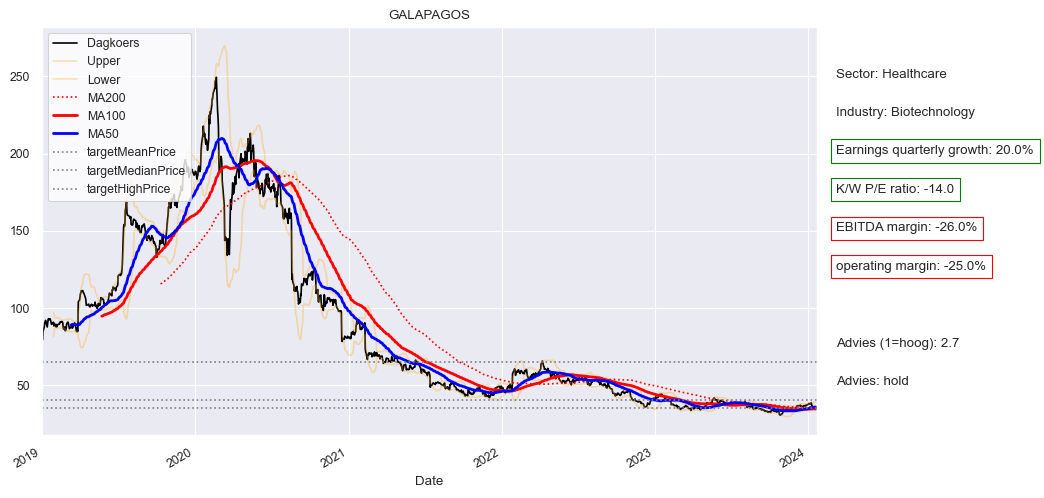 GALAPAGOS
Dagkoers
Upper
Lower
MA200
MA100
MA50
targetMeanPrice
targetMedianPrice
targetHighPrice
250
200
150
100
50
2019
2020
2021
2022
2023
2024
Date
Sector: Healthcare
Industry: Biotechnology
Earnings quarterly growth: 20.0%
K/W P/E ratio: -14.0
EBITDA margin: -26.0%
operating margin: -25.0%
Advies (1=hoog): 2.7
Advies: hold